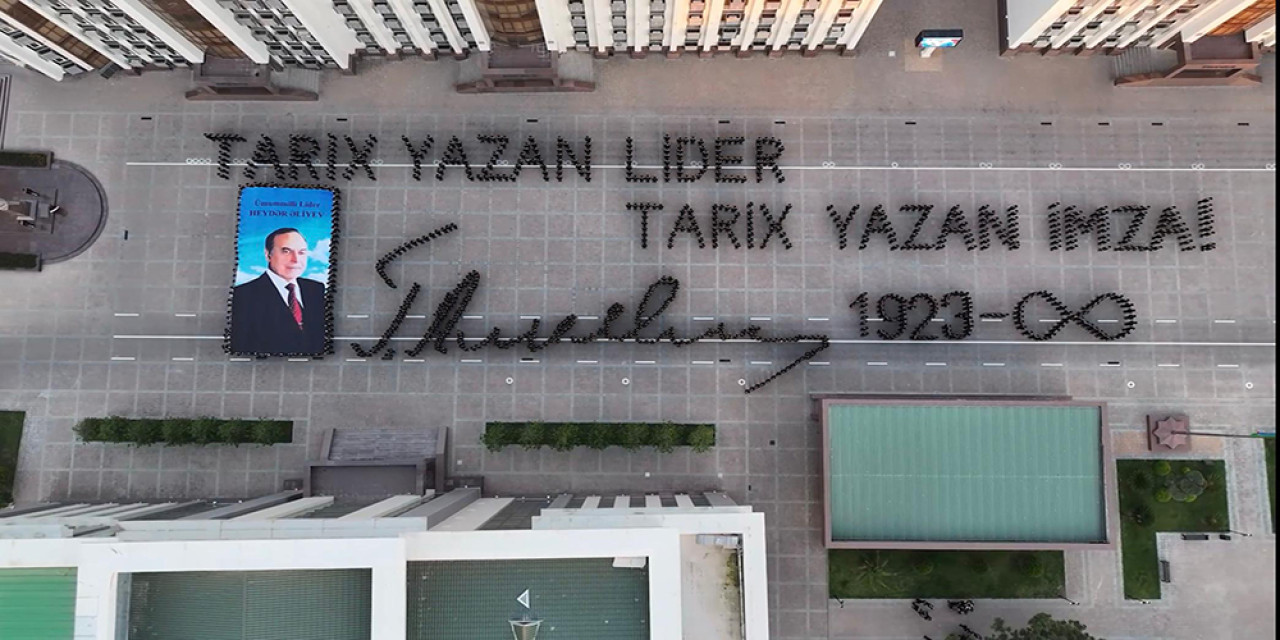 TARİX YAZAN LİDER
Ümummilli Lider
HEYDƏR ƏLİYEV
TARİX YAZAN İMZA!
1923-∞